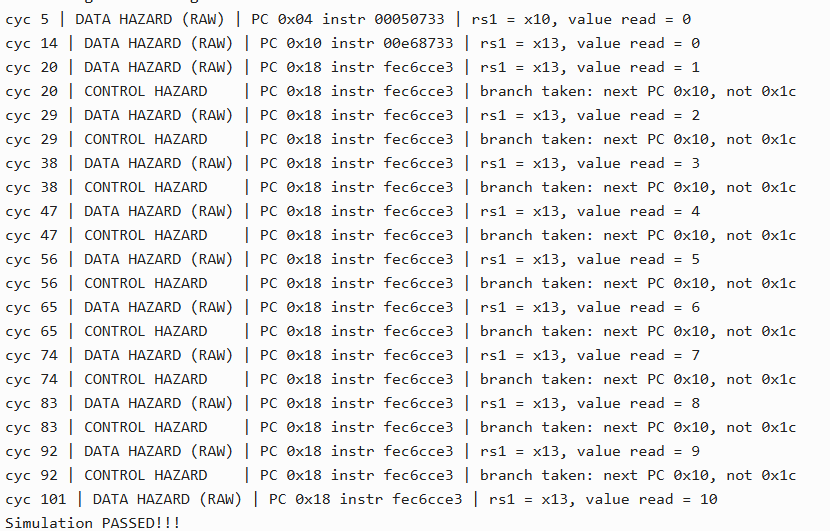 cyc 5 | DATA HAZARD (RAW) | PC 0x04 instr 00050733 | rs1 = x10, value read = 0
cyc 14 | DATA HAZARD (RAW) | PC 0x10 instr 00e68733 | rs1 = x13, value read = 0
cyc 20 | DATA HAZARD (RAW) | PC 0x18 instr fec6cce3 | rs1 = x13, value read = 1
cyc 20 | CONTROL HAZARD    | PC 0x18 instr fec6cce3 | branch taken: next PC 0x10, not 0x1c
cyc 29 | DATA HAZARD (RAW) | PC 0x18 instr fec6cce3 | rs1 = x13, value read = 2
cyc 29 | CONTROL HAZARD    | PC 0x18 instr fec6cce3 | branch taken: next PC 0x10, not 0x1c
cyc 38 | DATA HAZARD (RAW) | PC 0x18 instr fec6cce3 | rs1 = x13, value read = 3
cyc 38 | CONTROL HAZARD    | PC 0x18 instr fec6cce3 | branch taken: next PC 0x10, not 0x1c
cyc 47 | DATA HAZARD (RAW) | PC 0x18 instr fec6cce3 | rs1 = x13, value read = 4
cyc 47 | CONTROL HAZARD    | PC 0x18 instr fec6cce3 | branch taken: next PC 0x10, not 0x1c
cyc 56 | DATA HAZARD (RAW) | PC 0x18 instr fec6cce3 | rs1 = x13, value read = 5
cyc 56 | CONTROL HAZARD    | PC 0x18 instr fec6cce3 | branch taken: next PC 0x10, not 0x1c
cyc 65 | DATA HAZARD (RAW) | PC 0x18 instr fec6cce3 | rs1 = x13, value read = 6
cyc 65 | CONTROL HAZARD    | PC 0x18 instr fec6cce3 | branch taken: next PC 0x10, not 0x1c
cyc 74 | DATA HAZARD (RAW) | PC 0x18 instr fec6cce3 | rs1 = x13, value read = 7
cyc 74 | CONTROL HAZARD    | PC 0x18 instr fec6cce3 | branch taken: next PC 0x10, not 0x1c
cyc 83 | DATA HAZARD (RAW) | PC 0x18 instr fec6cce3 | rs1 = x13, value read = 8
cyc 83 | CONTROL HAZARD    | PC 0x18 instr fec6cce3 | branch taken: next PC 0x10, not 0x1c
cyc 92 | DATA HAZARD (RAW) | PC 0x18 instr fec6cce3 | rs1 = x13, value read = 9
cyc 92 | CONTROL HAZARD    | PC 0x18 instr fec6cce3 | branch taken: next PC 0x10, not 0x1c
cyc 101 | DATA HAZARD (RAW) | PC 0x18 instr fec6cce3 | rs1 = x13, value read = 10
Simulation PASSED!!!